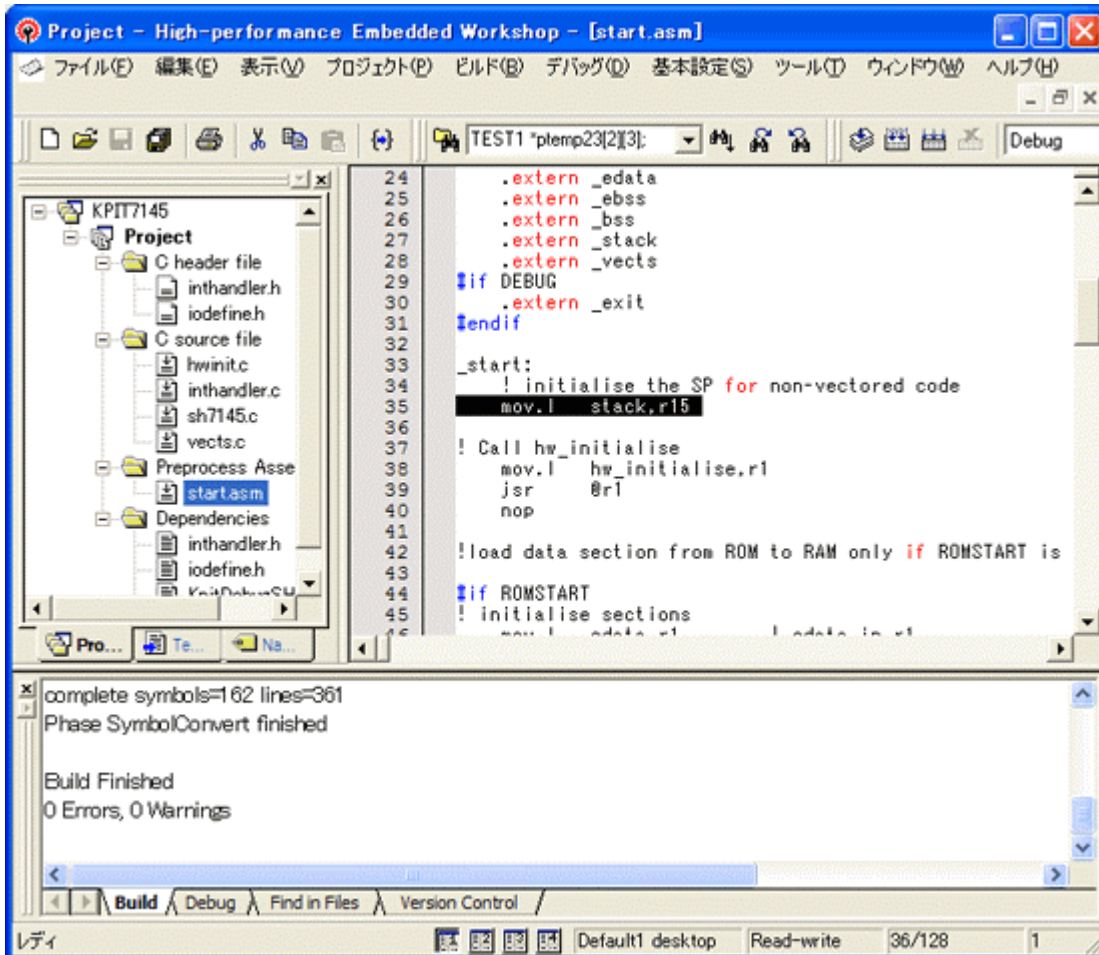 Project - High-performance Embedded Workshop - [start.asm]
ファイル(F) 編集(E) 表示(V) プロジェクト(P) ビルド(B) デバッグ(D) 基本設定(S) ツール(T) ウィンドウ(W) ヘルプ(H)
TEST1 *ptemp23[2][3]; Debug
KPIT7145
Project
C header file
inthandler.h
iodefine.h
C source file
hwinit.c
inthandler.c
sh7145.c
vects.c
Preprocess Asse
start.asm
Dependencies
inthandler.h
iodefine.h
Pro... Te... Na...
24 .extern _edata
25 .extern _ebss
26 .extern _bss
27 .extern _stack
28 .extern _vects
29 #if DEBUG
30 .extern _exit
31 #endif
32
33 _start:
34 ! initialise the SP for non-vectored code
35 mov.l stack,r15
36
37 ! Call hw_initialise
38 mov.l hw_initialise,r1
39 jsr @r1
40 nop
41
42 !load data section from ROM to RAM only if ROMSTART is
43
44 #if ROMSTART
45 ! initialise sections
complete symbols=162 lines=361
Phase SymbolConvert finished
Build Finished
0 Errors, 0 Warnings
Build Debug Find in Files Version Control
レディ Default1 desktop Read-write 36/128 1